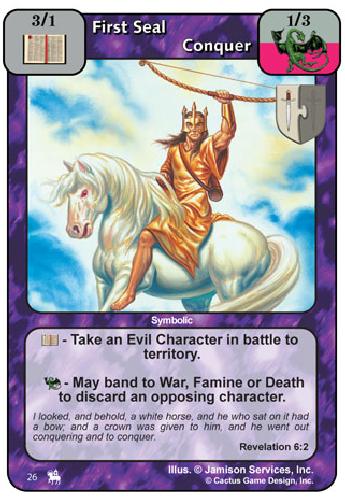 3/1
First Seal
1/3
Conquer
Symbolic
- Take an Evil Character in battle to
territory.
- May band to War, Famine or Death
to discard an opposing character.
I looked, and behold, a white horse, and he who sat on it had
a bow; and a crown was given to him, and he went out
conquering and to conquer.
Revelation 6:2
Illus. © Jamison Services, Inc.
26
© Cactus Game Design, Inc.